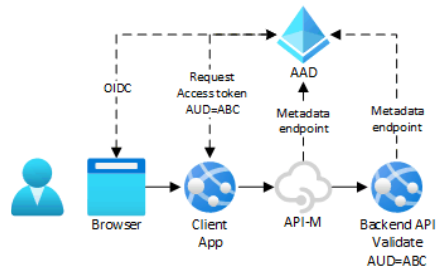 AAD
OIDC
Request
Access token
AUD=ABC
Metadata
endpoint
Metadata
endpoint
Browser
Client
App
API-M
Backend API
Validate
AUD=ABC